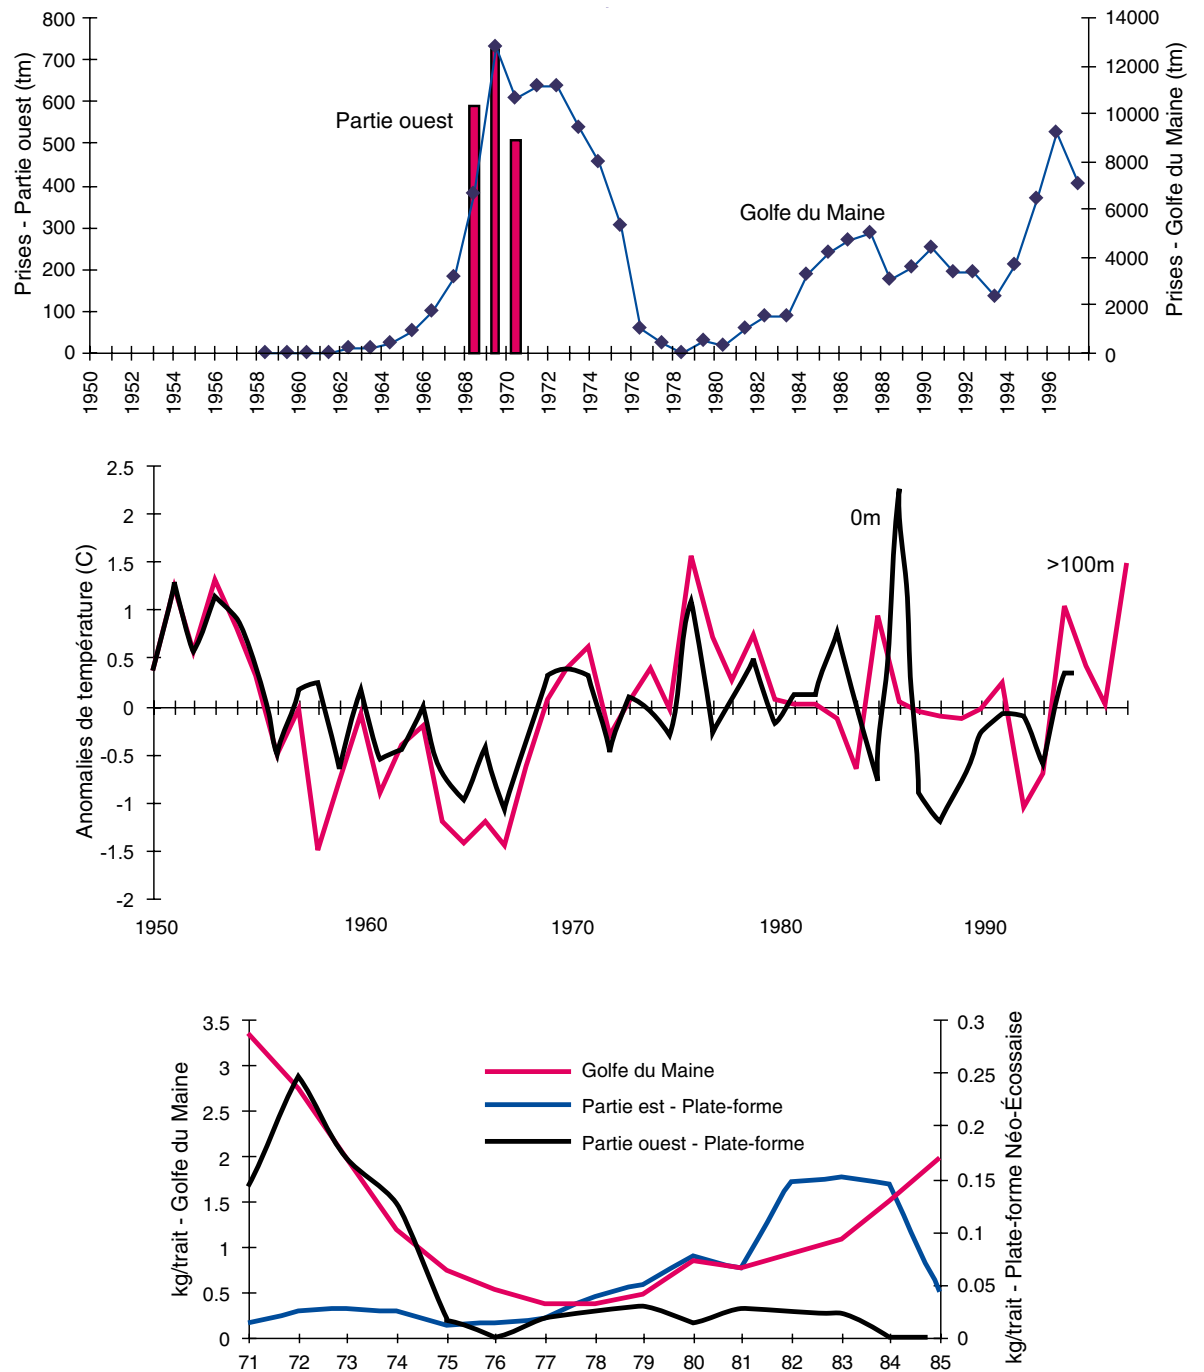 800
700
600
500
400
300
200
100
0
Prises - Partie ouest (tm)
14000
12000
10000
8000
6000
4000
2000
0
Prises - Golfe du Maine (tm)
Partie ouest
Golfe du Maine
1950 1952 1954 1956 1958 1960 1962 1964 1966 1968 1970 1972 1974 1976 1978 1980 1982 1984 1986 1988 1990 1992 1994 1996
2.5
2
1.5
1
0.5
0
-0.5
-1
-1.5
-2
Anomalies de température (C)
0m
>100m
1950 1960 1970 1980 1990
3.5
3
2.5
2
1.5
1
0.5
0
kg/trait - Golfe du Maine
Golfe du Maine
Partie est - Plate-forme
Partie ouest - Plate-forme
0.3
0.25
0.2
0.15
0.1
0.05
0
kg/trait - Plate-forme Néo-Écossaise
71 72 73 74 75 76 77 78 79 80 81 82 83 84 85